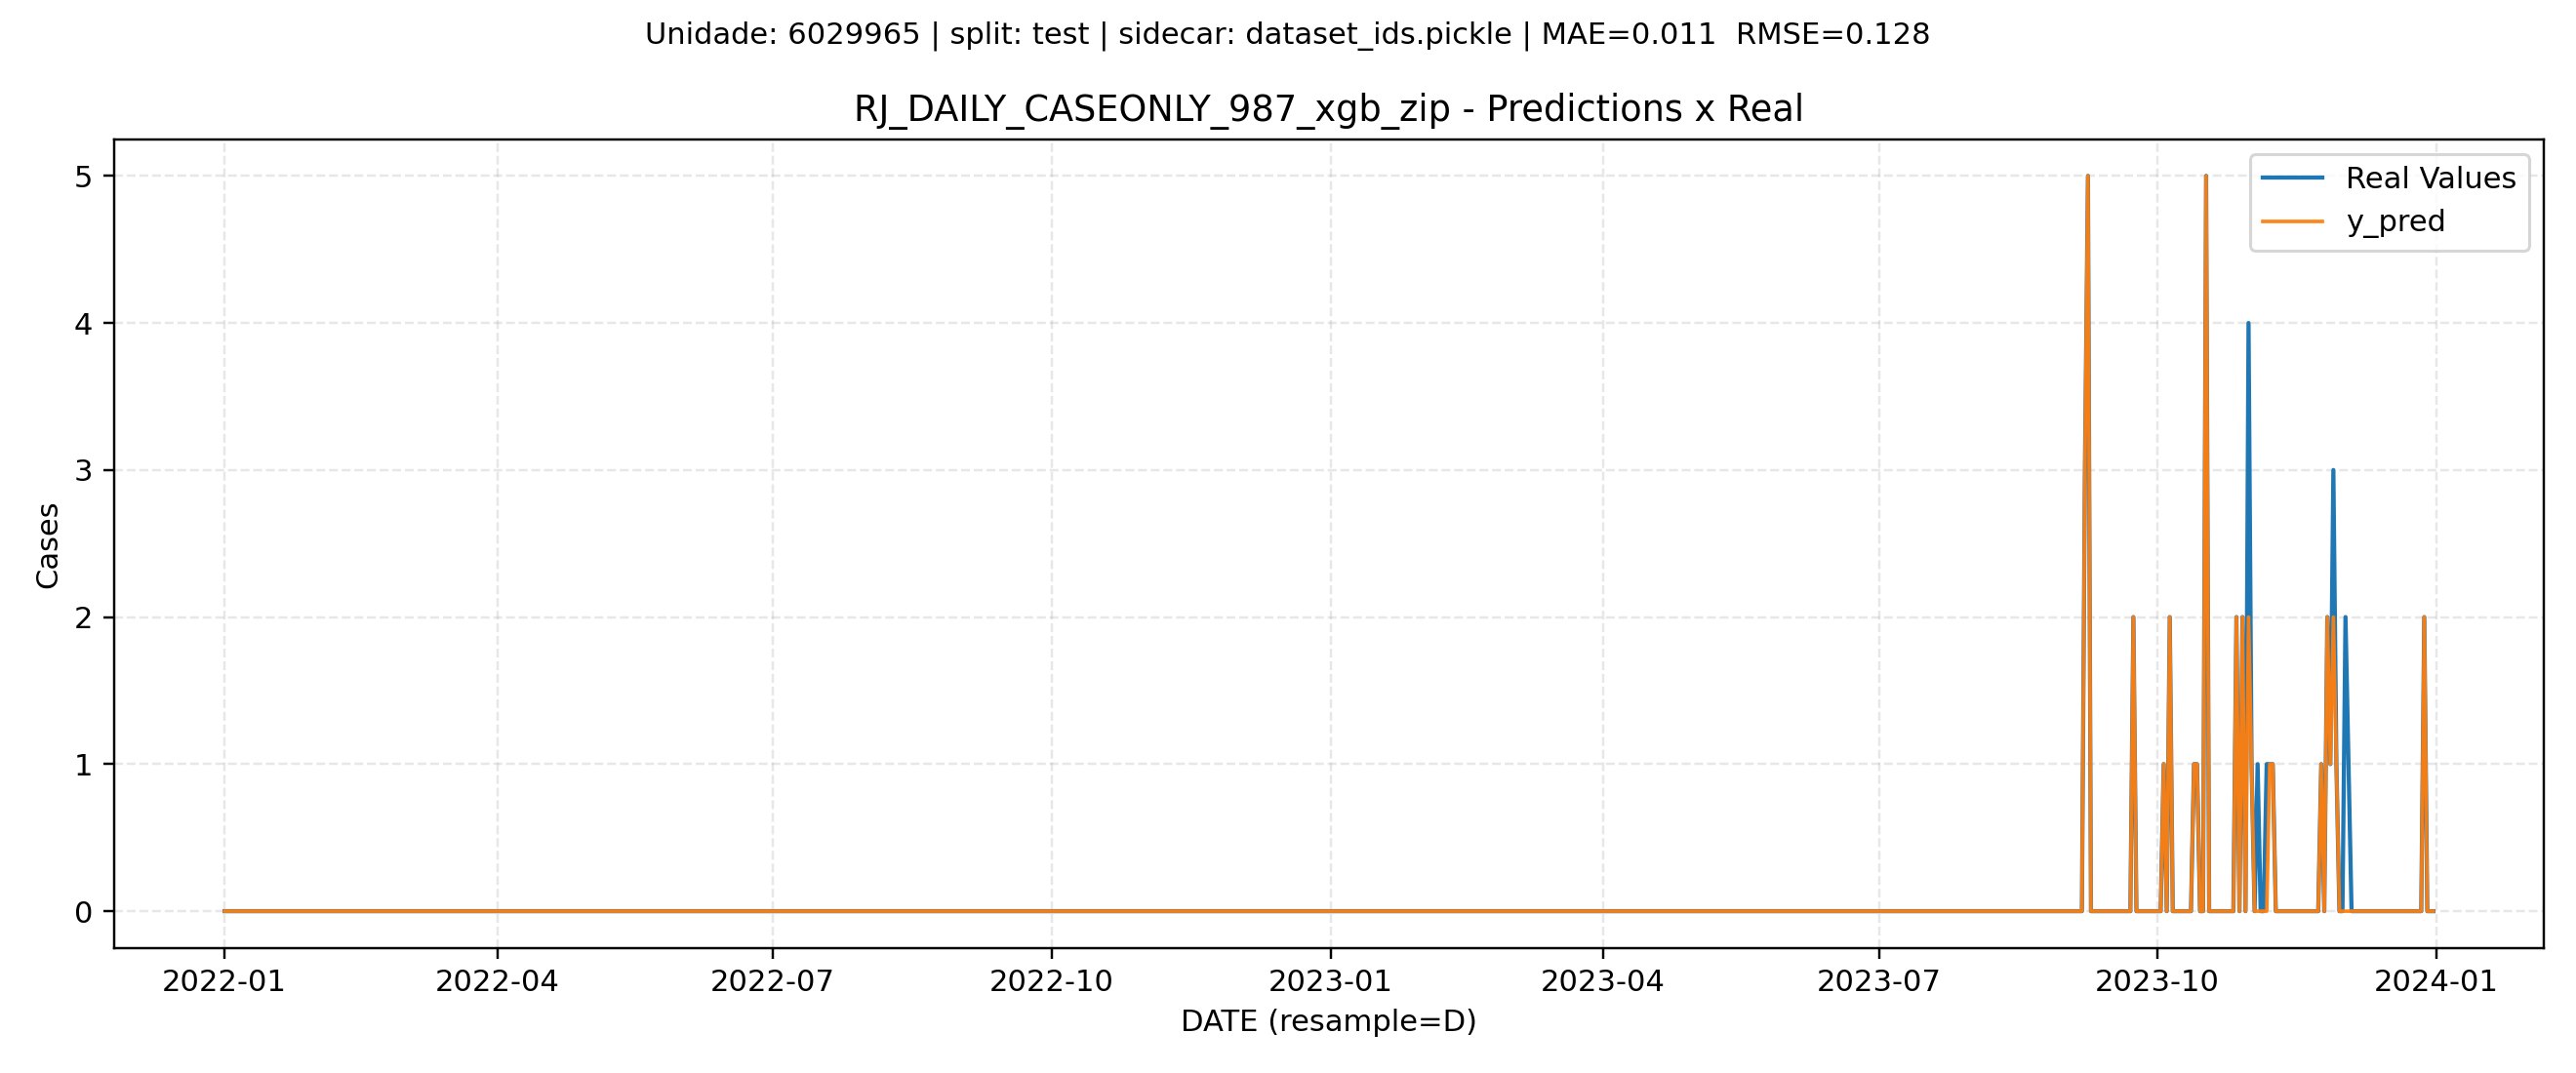 Unidade: 6029965 | split: test | sidecar: dataset_ids.pickle | MAE=0.011  RMSE=0.128
RJ_DAILY_CASEONLY_987_xgb_zip - Predictions x Real
Real Values
y_pred
5
4
3
2
1
0
Cases
2022-01
2022-04
2022-07
2022-10
2023-01
2023-04
2023-07
2023-10
2024-01
DATE (resample=D)